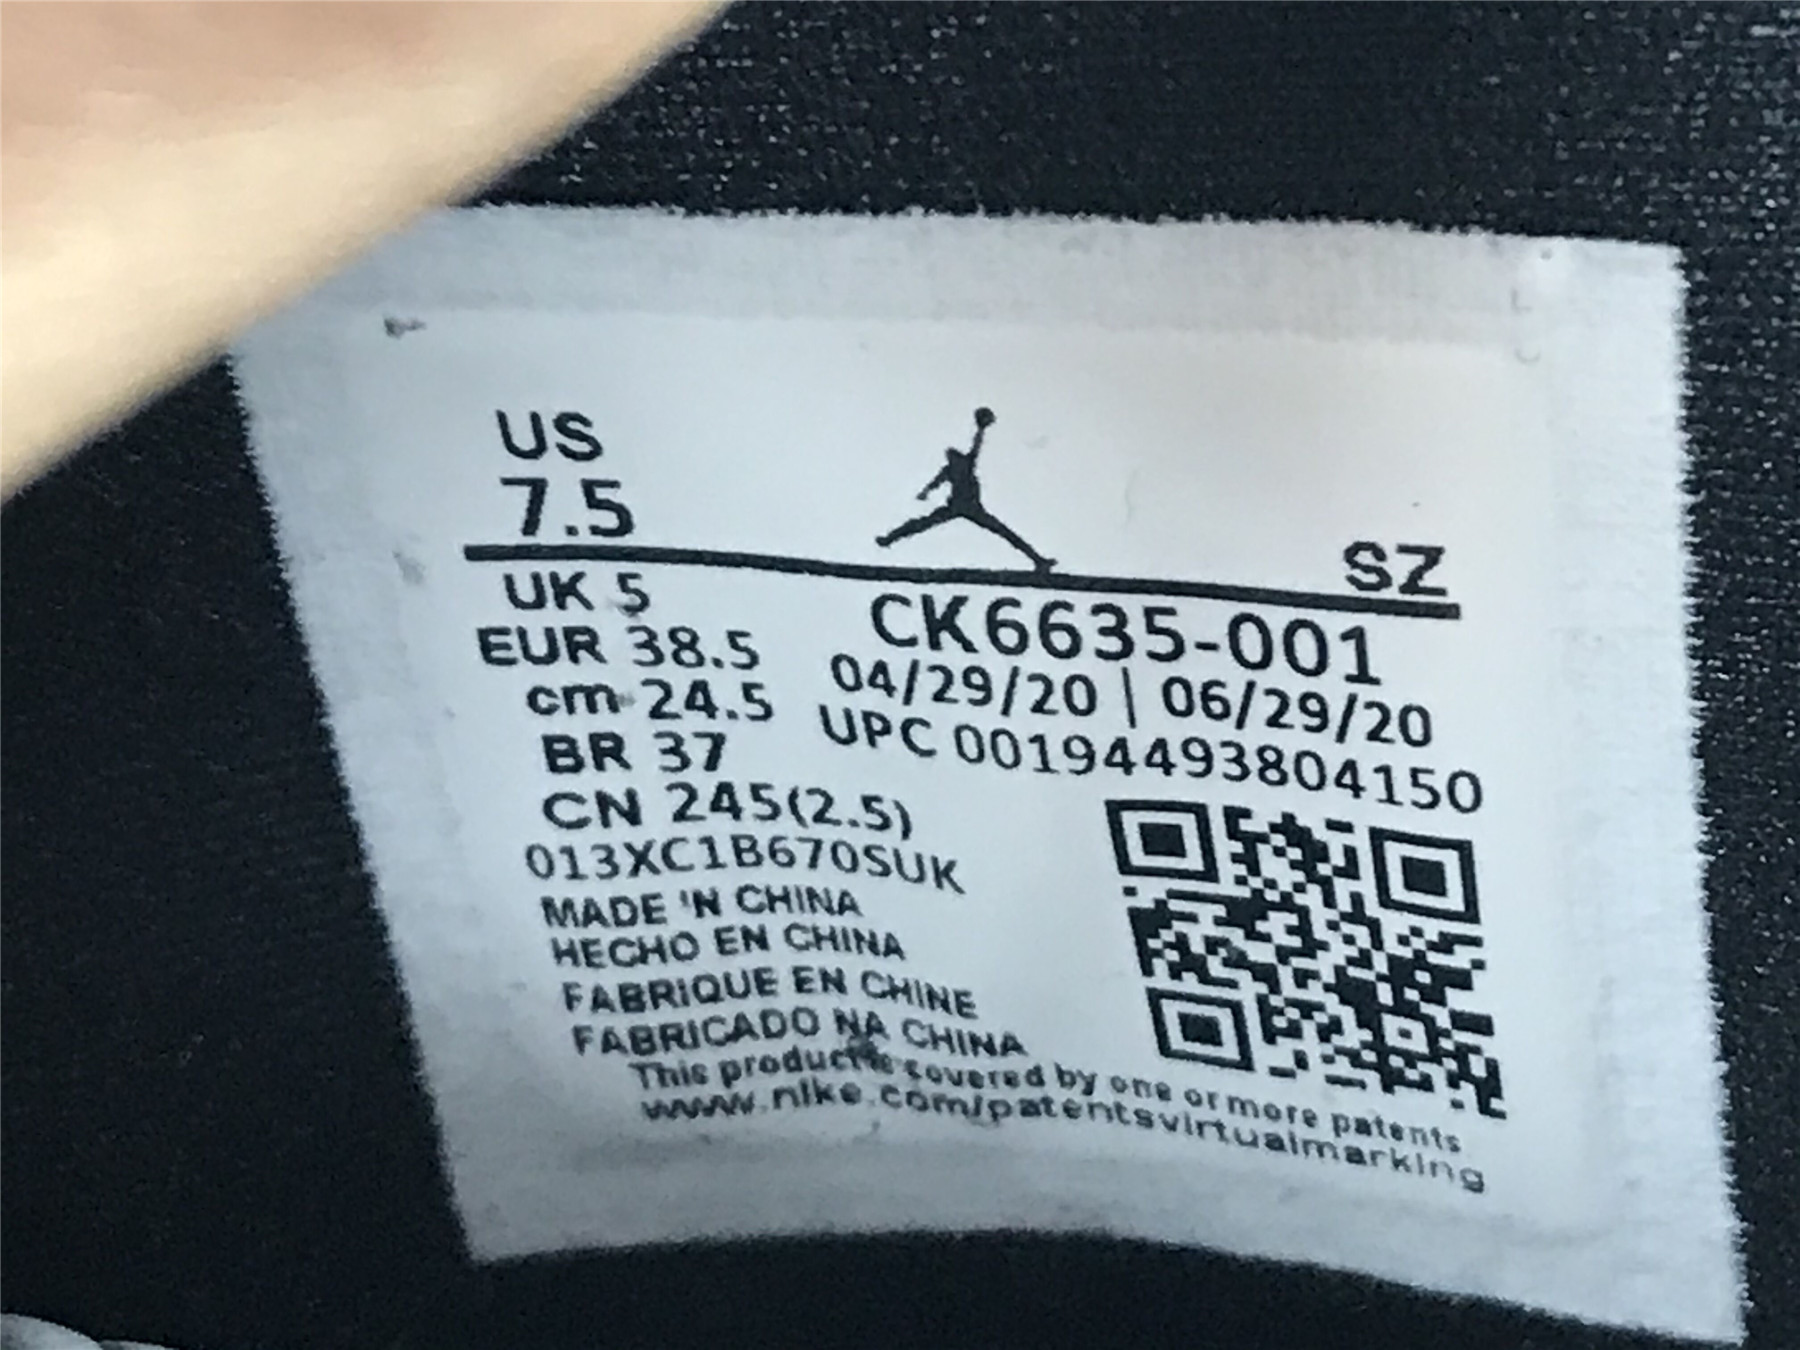 US
7.5
SZ
UK 5
EUR 38.5
cm 24.5
BR 37
CN 245(2.5)
CK6635-001
04/29/20 | 06/29/20
UPC 00194493804150
013XC1B670SUK
MADE IN CHINA
HECHO EN CHINA
FABRIQUE EN CHINE
FABRICADO NA CHINA
This product is covered by one or more patents
www.nike.com/patentsvirtualmarking